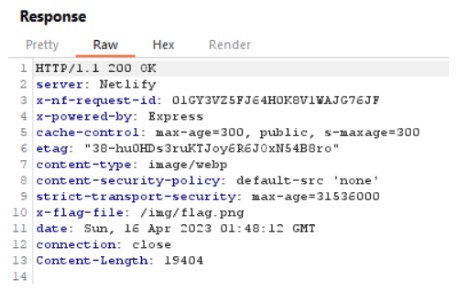 Response
Pretty Raw Hex Render
1 HTTP/1.1 200 OK
2 server: Netlify
3 x-nf-request-id: 01GY3VZ5FJ64H0K8V1WAJG76JF
4 x-powered-by: Express
5 cache-control: max-age=300, public, s-maxage=300
6 etag: "38-hu0HDs3ruKTJoy6R6J0xN54B8ro"
7 content-type: image/webp
8 content-security-policy: default-src 'none'
9 strict-transport-security: max-age=31536000
10 x-flag-file: /img/flag.png
11 date: Sun, 16 Apr 2023 01:48:12 GMT
12 connection: close
13 Content-Length: 19404
14